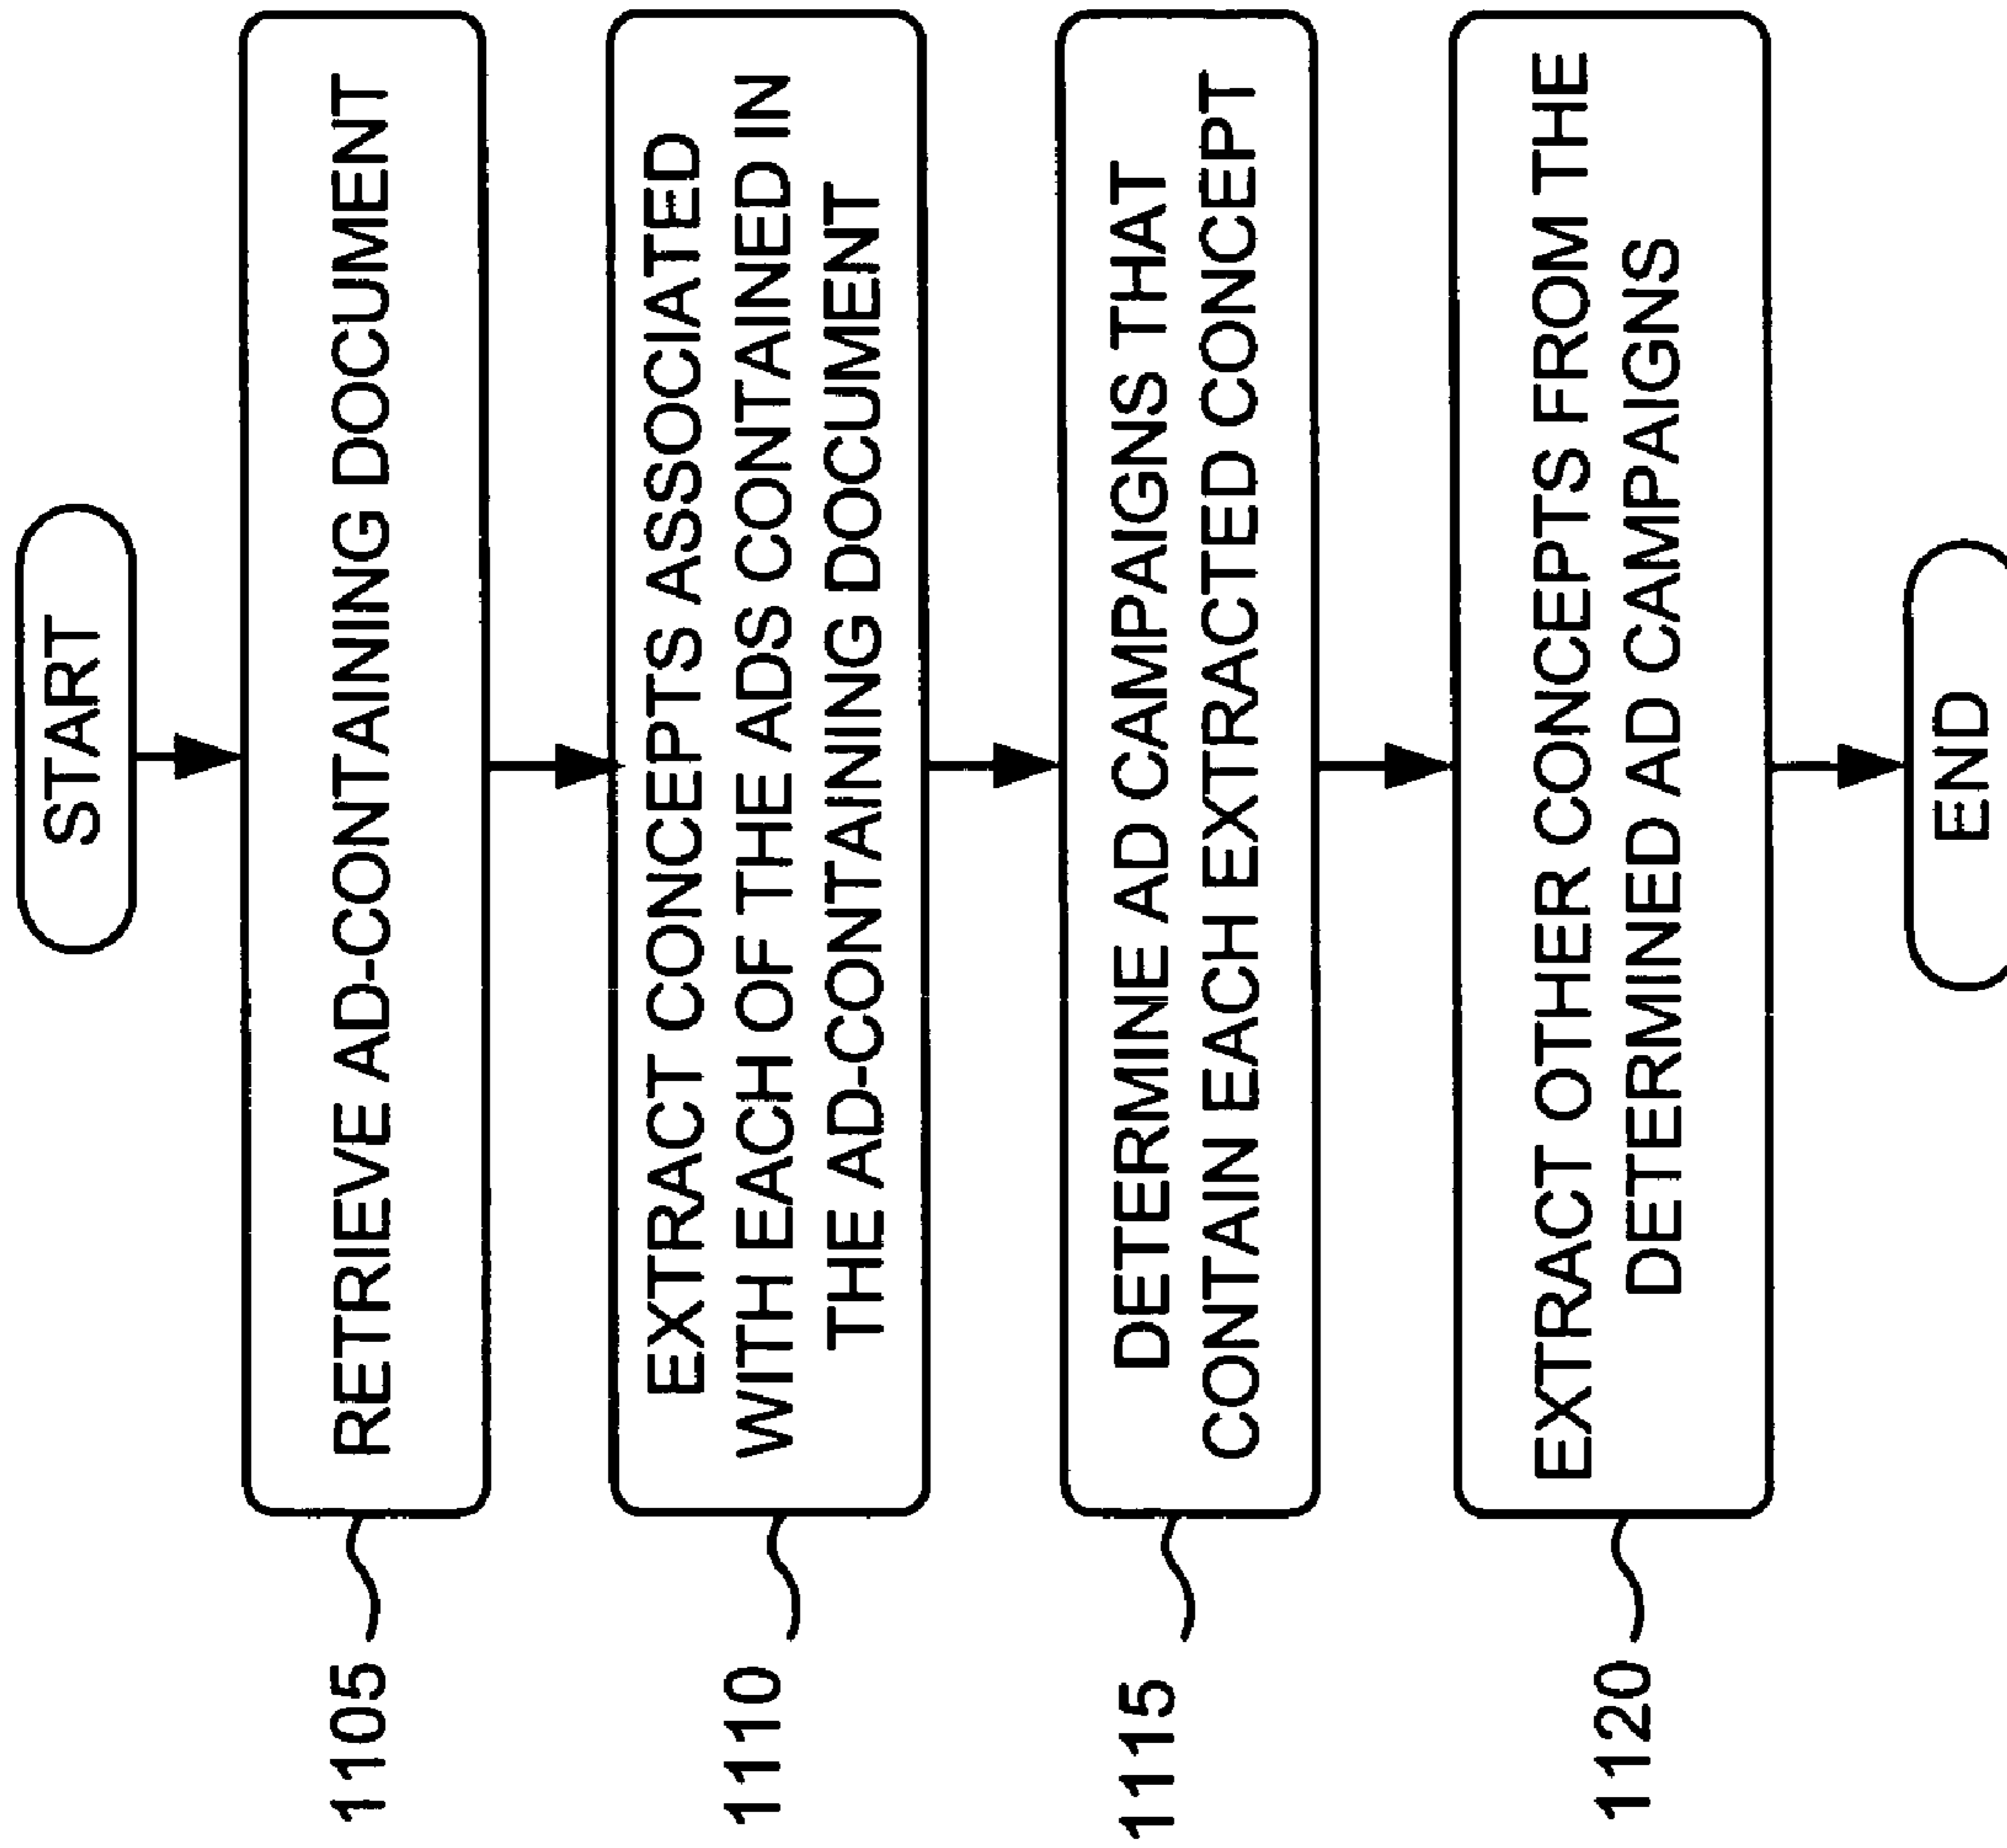 START
RETRIEVE AD-CONTAINING DOCUMENT
1105
EXTRACT CONCEPTS ASSOCIATED
WITH EACH OF THE ADS CONTAINED IN
THE AD-CONTAINING DOCUMENT
1110
DETERMINE AD CAMPAIGNS THAT
CONTAIN EACH EXTRACTED CONCEPT
1115
EXTRACT OTHER CONCEPTS FROM THE
DETERMINED AD CAMPAIGNS
1120
END